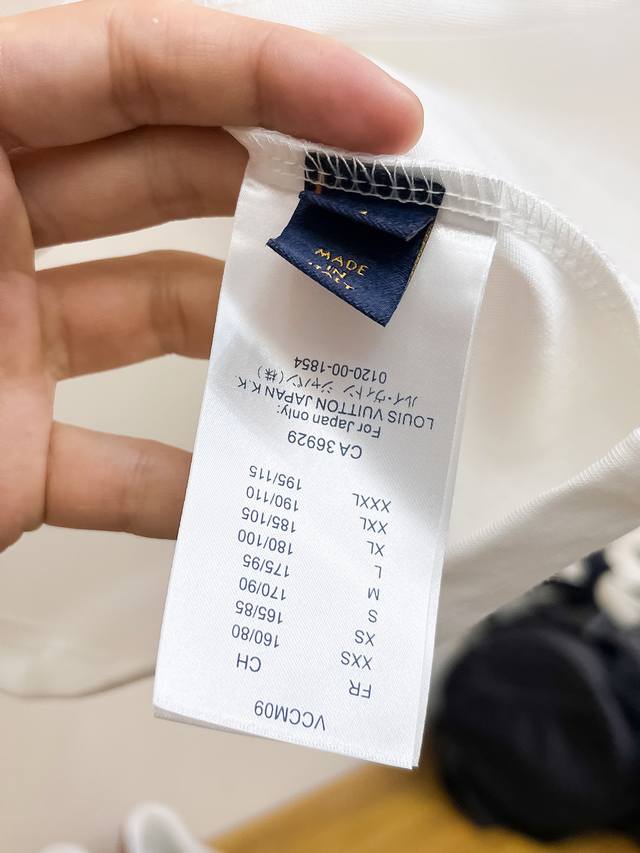 MADE
IN
ITALY
VCCM09
FR CH
XXS 160/80
XS 165/85
S 170/90
M 175/95
L 180/100
XL 185/105
XXL 190/110
XXXL 195/115
CA 36929
For Japan only:
LOUIS VUITTON JAPAN K.K.
ルイ・ヴィトン ジャパン(株)
0120-00-1854